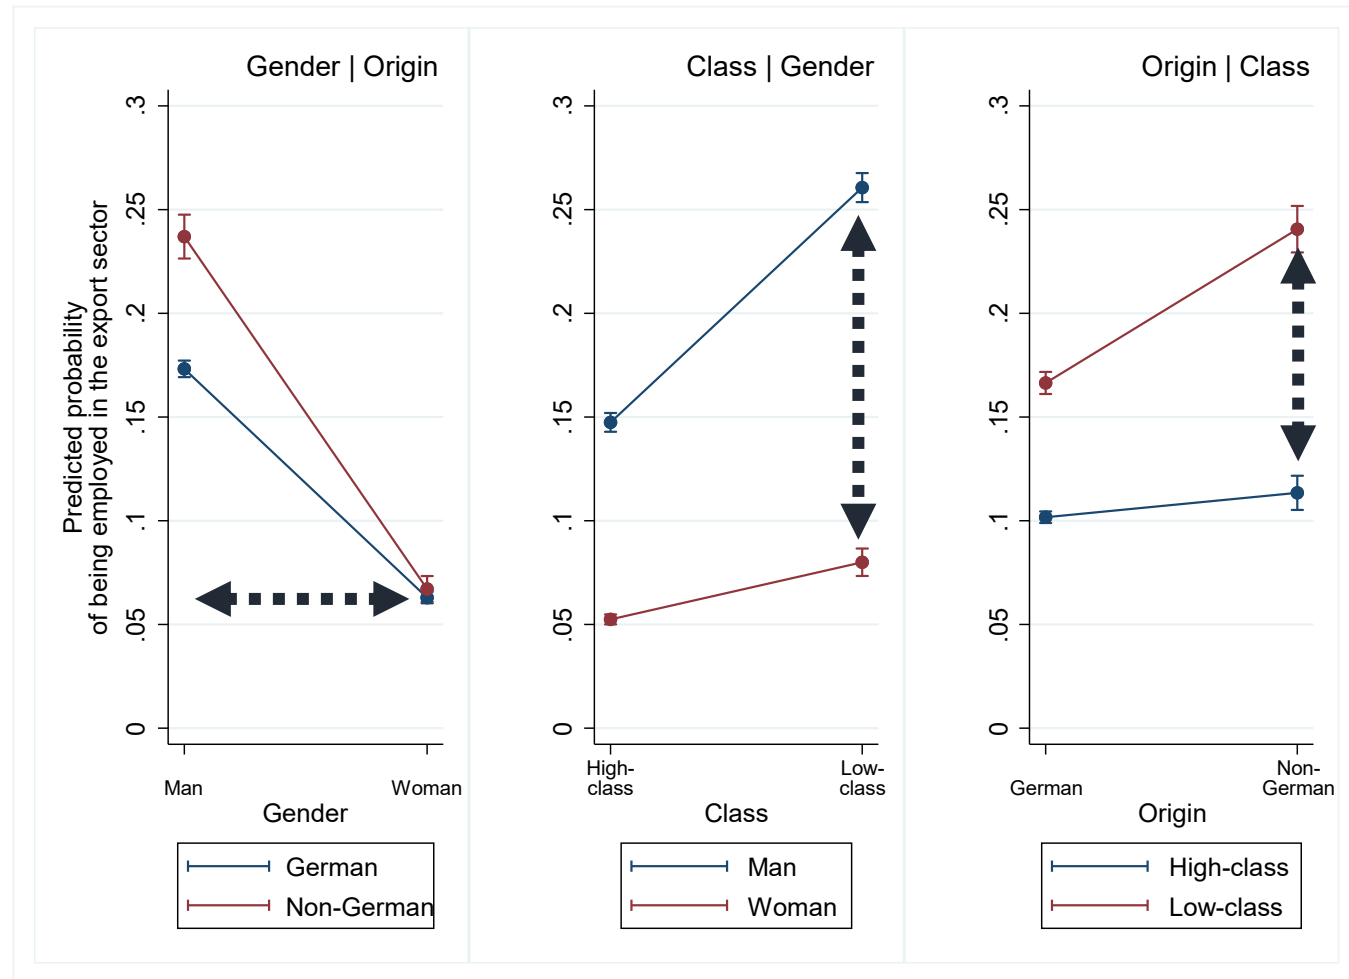 Gender | Origin
Predicted probability
of being employed in the export sector
.3
.25
.2
.15
.1
.05
0
Man
Woman
Gender
German
Non-German
Class | Gender
.3
.25
.2
.15
.1
.05
0
High-
class
Low-
class
Class
Man
Woman
Origin | Class
.3
.25
.2
.15
.1
.05
0
German
Non-
German
Origin
High-class
Low-class